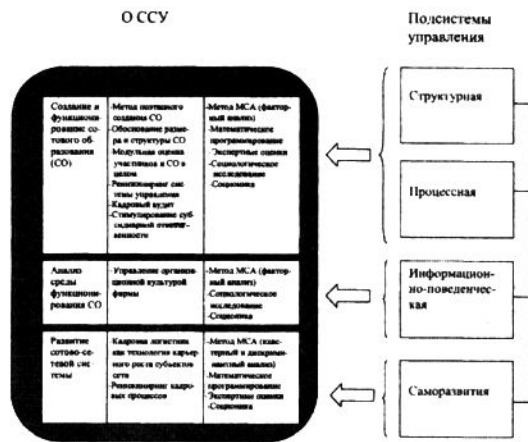 О ССУ
Подсистемы
управления
Создание и
функциони-
рование со-
тового об-
разования
(СО)
-Метод поэтапного
создания СО
-Обоснование разме-
ра и структуры СО
-Модульная оценка
участников и СО в
целом
-Реинжиниринг сис-
темы управления
-Кадровый аудит
-Стимулирование суб-
сидиарной ответст-
венности
-Метод МСА (фактор-
ный анализ)
-Математическое
программирование
-Экспертные оценки
-Социологическое
исследование
-Соционика
Структурная
Процессная
Анализ
среды
функциони-
рования СО
-Управление организа-
ционной культурой
фирмы
-Метод МСА (фактор-
ный анализ)
-Социологическое
исследование
-Соционика
Информацион-
но-поведенчес-
кая
Развитие
сотово-се-
тевой сис-
темы
-Кадровая логистика
как технология карьер-
ного роста субъектов
сети
-Реинжиниринг кад-
ровых процессов
-Метод МСА (клас-
терный и дискрими-
нантный анализ)
-Математическое
программирование
-Экспертные оценки
-Соционика
Саморазвития